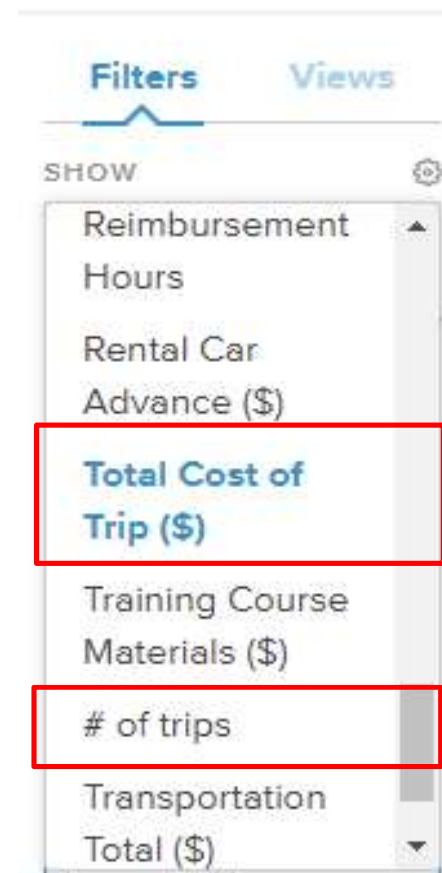 Filters Views
SHOW
Reimbursement
Hours
Rental Car
Advance ($)
Total Cost of
Trip ($)
Training Course
Materials ($)
# of trips
Transportation
Total ($)